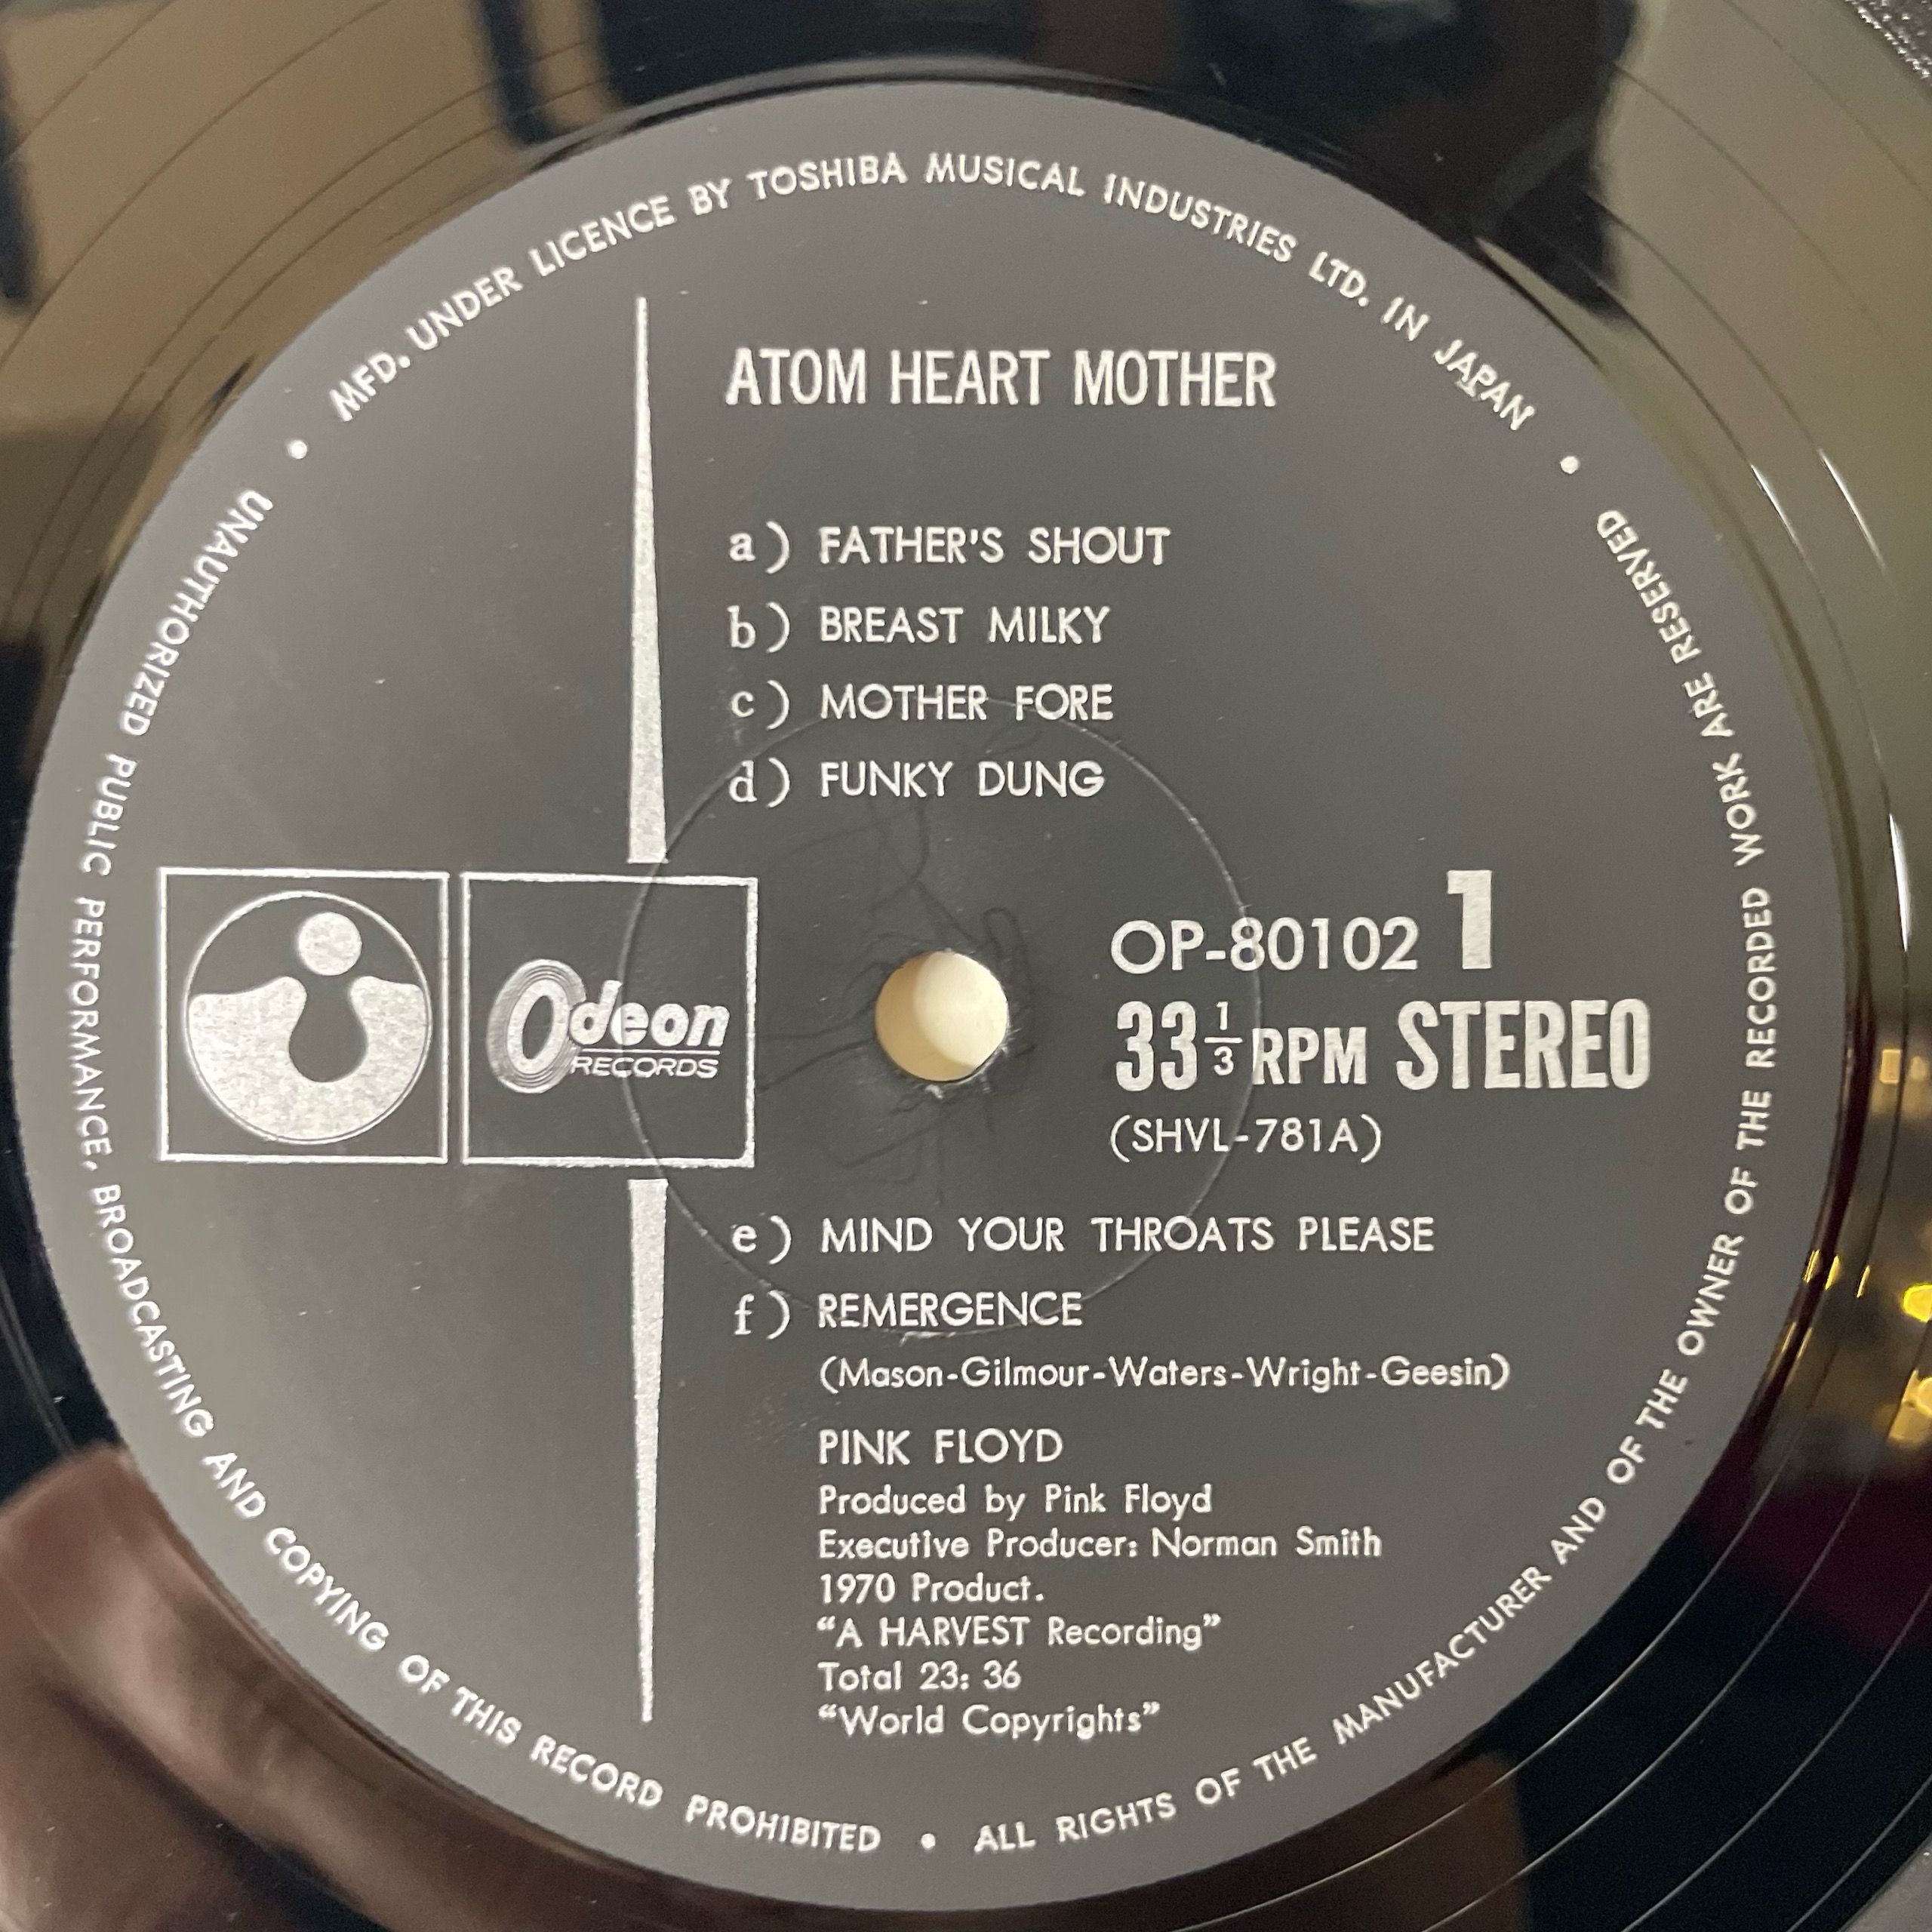 MFD. UNDER LICENCE BY TOSHIBA MUSICAL INDUSTRIES LTD. IN JAPAN •
ATOM HEART MOTHER
a) FATHER'S SHOUT
b) BREAST MILKY
c) MOTHER FORE
d) FUNKY DUNG
Odeon
RECORDS
OP-80102 1
33 1/3 RPM STEREO
(SHVL-781A)
e) MIND YOUR THROATS PLEASE
f) REMERGENCE
(Mason-Gilmour-Waters-Wright-Geesin)
PINK FLOYD
Produced by Pink Floyd
Executive Producer: Norman Smith
1970 Product.
“A HARVEST Recording”
Total 23: 36
“World Copyrights”
UNAUTHORIZED PUBLIC PERFORMANCE, BROADCASTING AND COPYING OF THIS RECORD PROHIBITED • ALL RIGHTS OF THE MANUFACTURER AND OF THE OWNER OF THE RECORDED WORK ARE RESERVED •